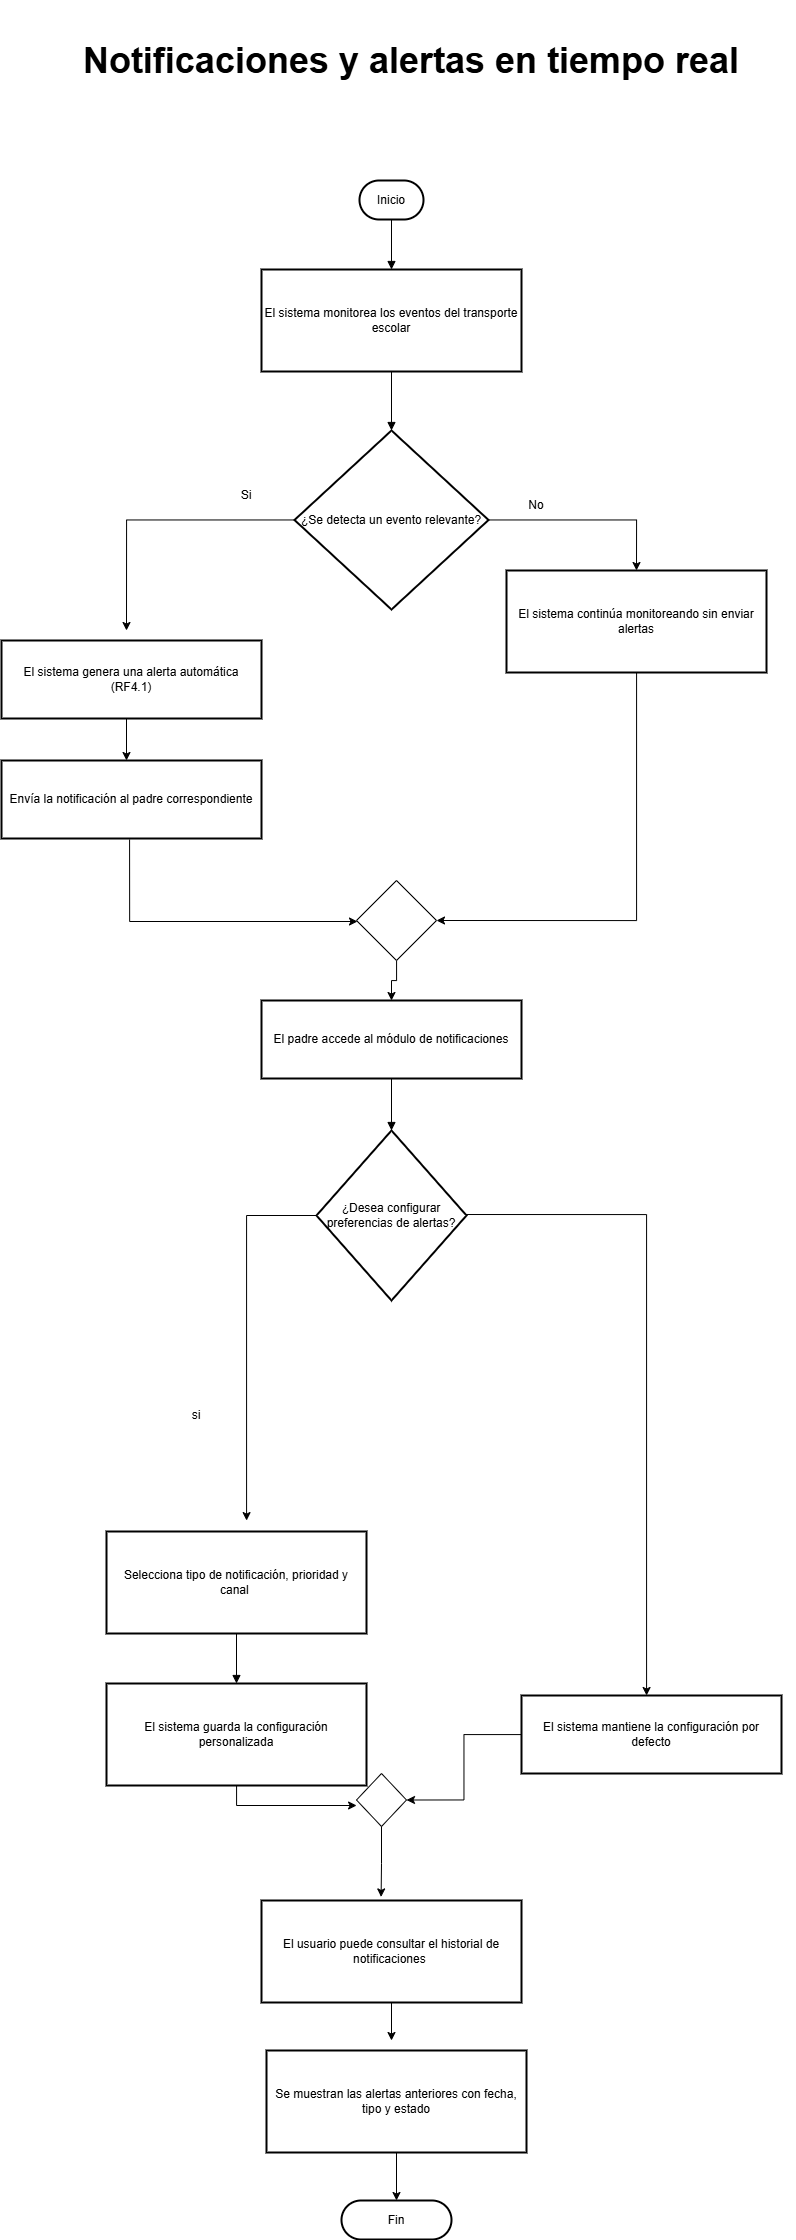 Notificaciones y alertas en tiempo real
Inicio
El sistema monitorea los eventos del transporte
escolar
¿Se detecta un evento relevante?
Si
No
El sistema continúa monitoreando sin enviar
alertas
El sistema genera una alerta automática
(RF4.1)
Envía la notificación al padre correspondiente
El padre accede al módulo de notificaciones
¿Desea configurar
preferencias de alertas?
si
Selecciona tipo de notificación, prioridad y
canal
El sistema guarda la configuración
personalizada
El sistema mantiene la configuración por
defecto
El usuario puede consultar el historial de
notificaciones
Se muestran las alertas anteriores con fecha,
tipo y estado
Fin